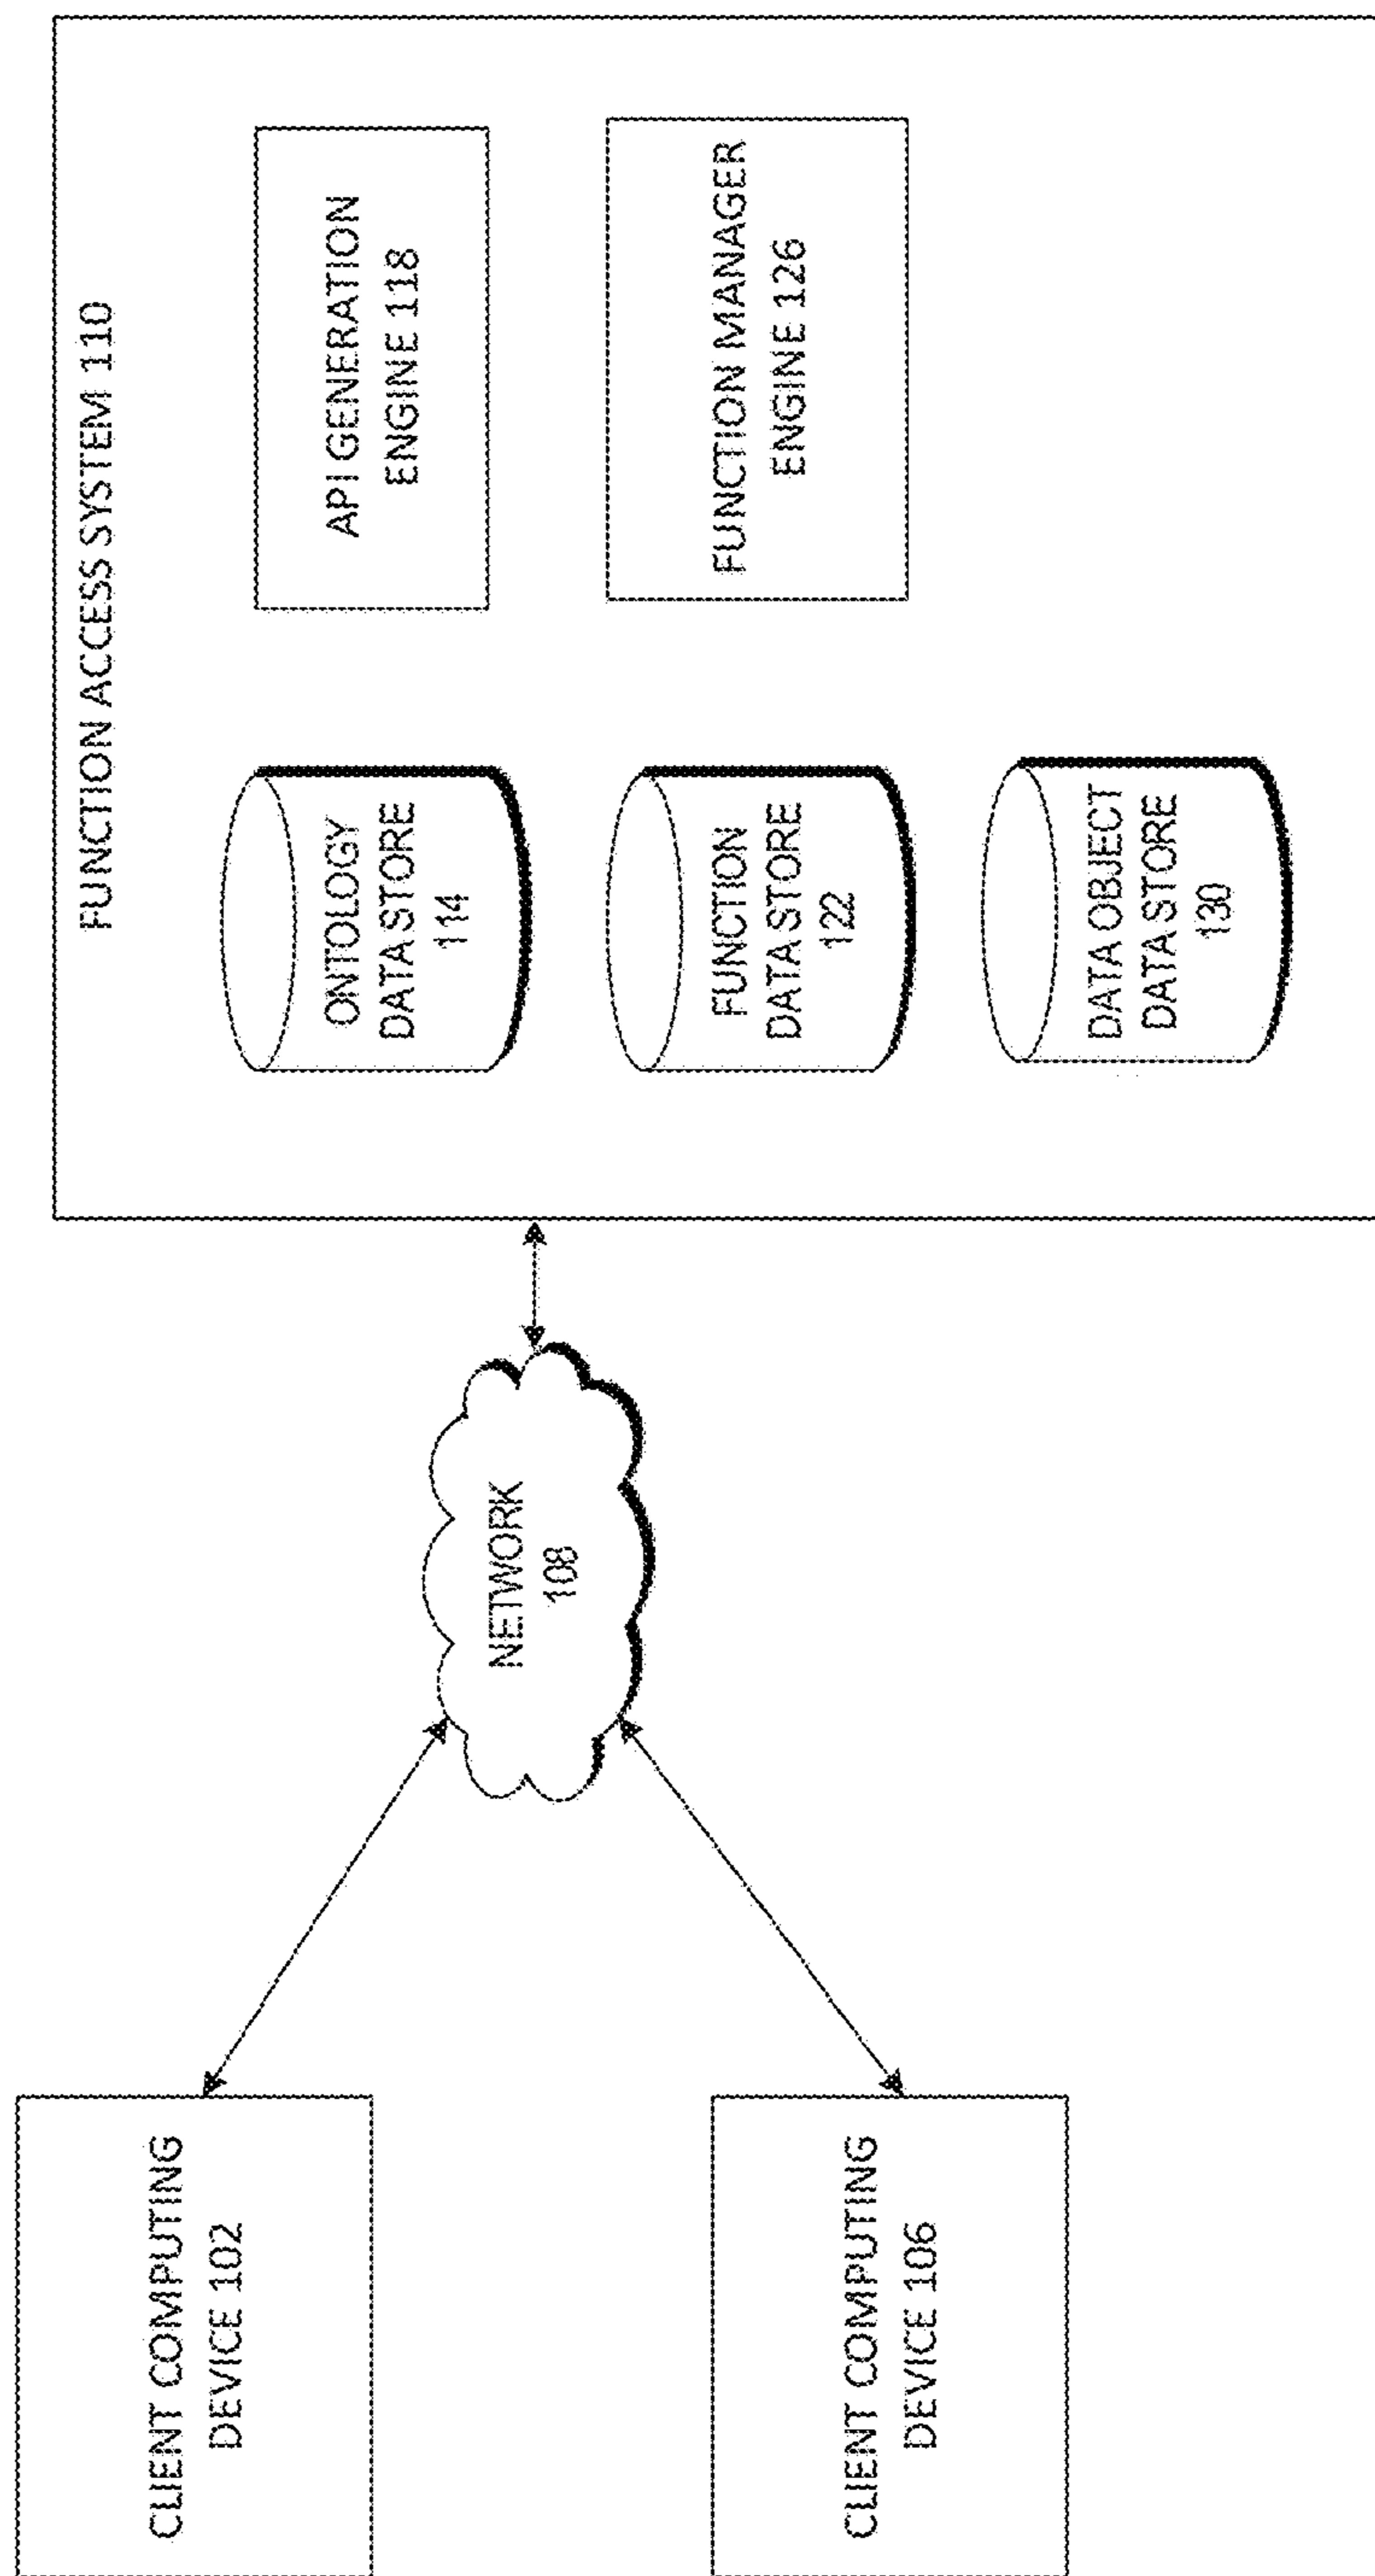 FUNCTION ACCESS SYSTEM 110
CLIENT COMPUTING
DEVICE 102
CLIENT COMPUTING
DEVICE 106
NETWORK
108
ONTOLOGY
DATA STORE
114
FUNCTION
DATA STORE
122
DATA OBJECT
DATA STORE
130
API GENERATION
ENGINE 118
FUNCTION MANAGER
ENGINE 126